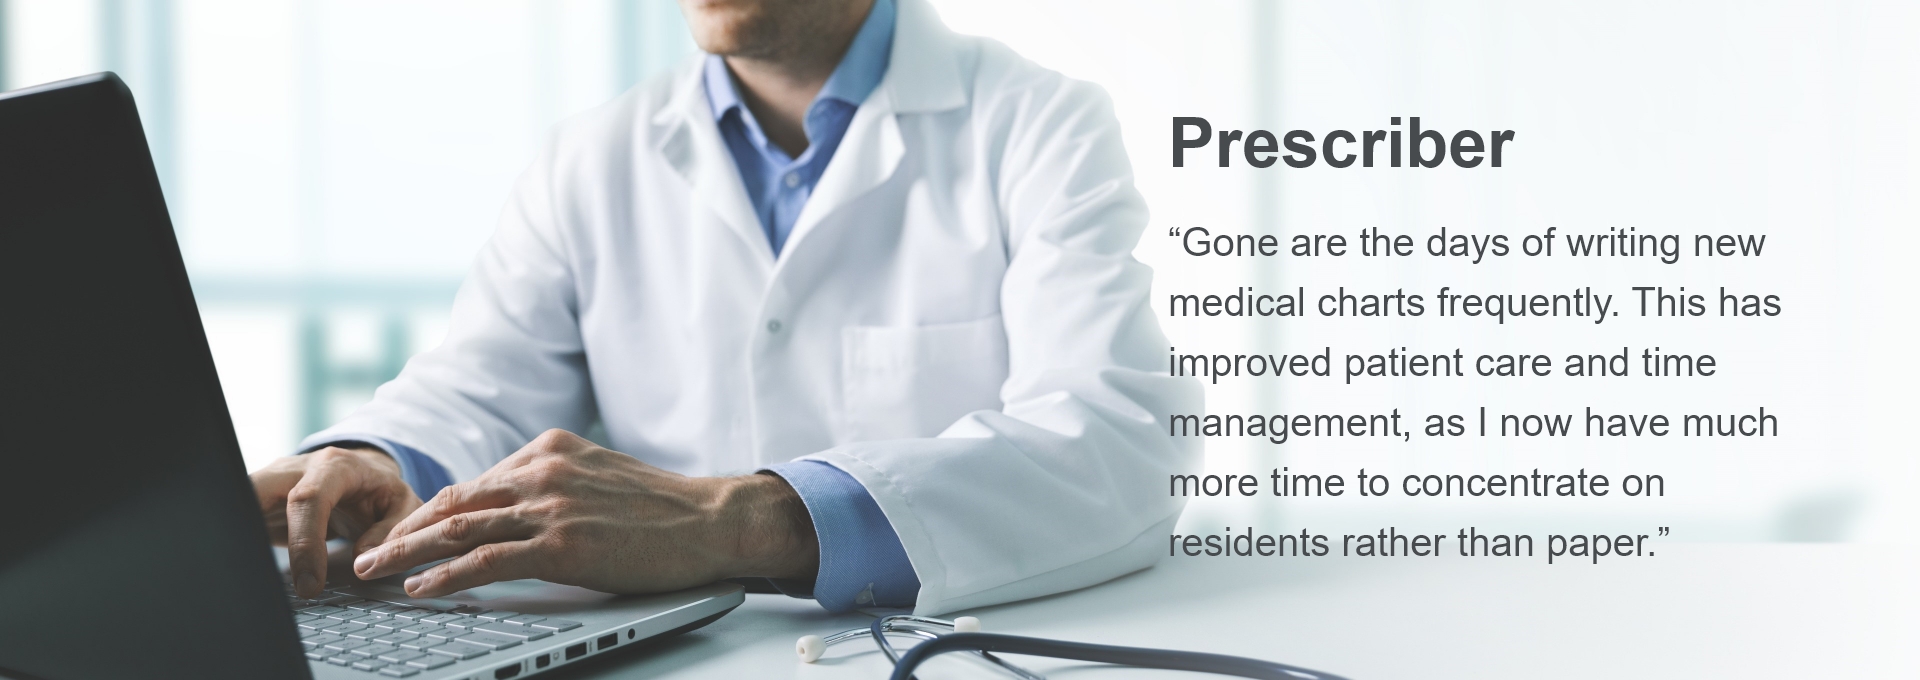 Prescriber
“Gone are the days of writing new
medical charts frequently. This has
improved patient care and time
management, as I now have much
more time to concentrate on
residents rather than paper.”